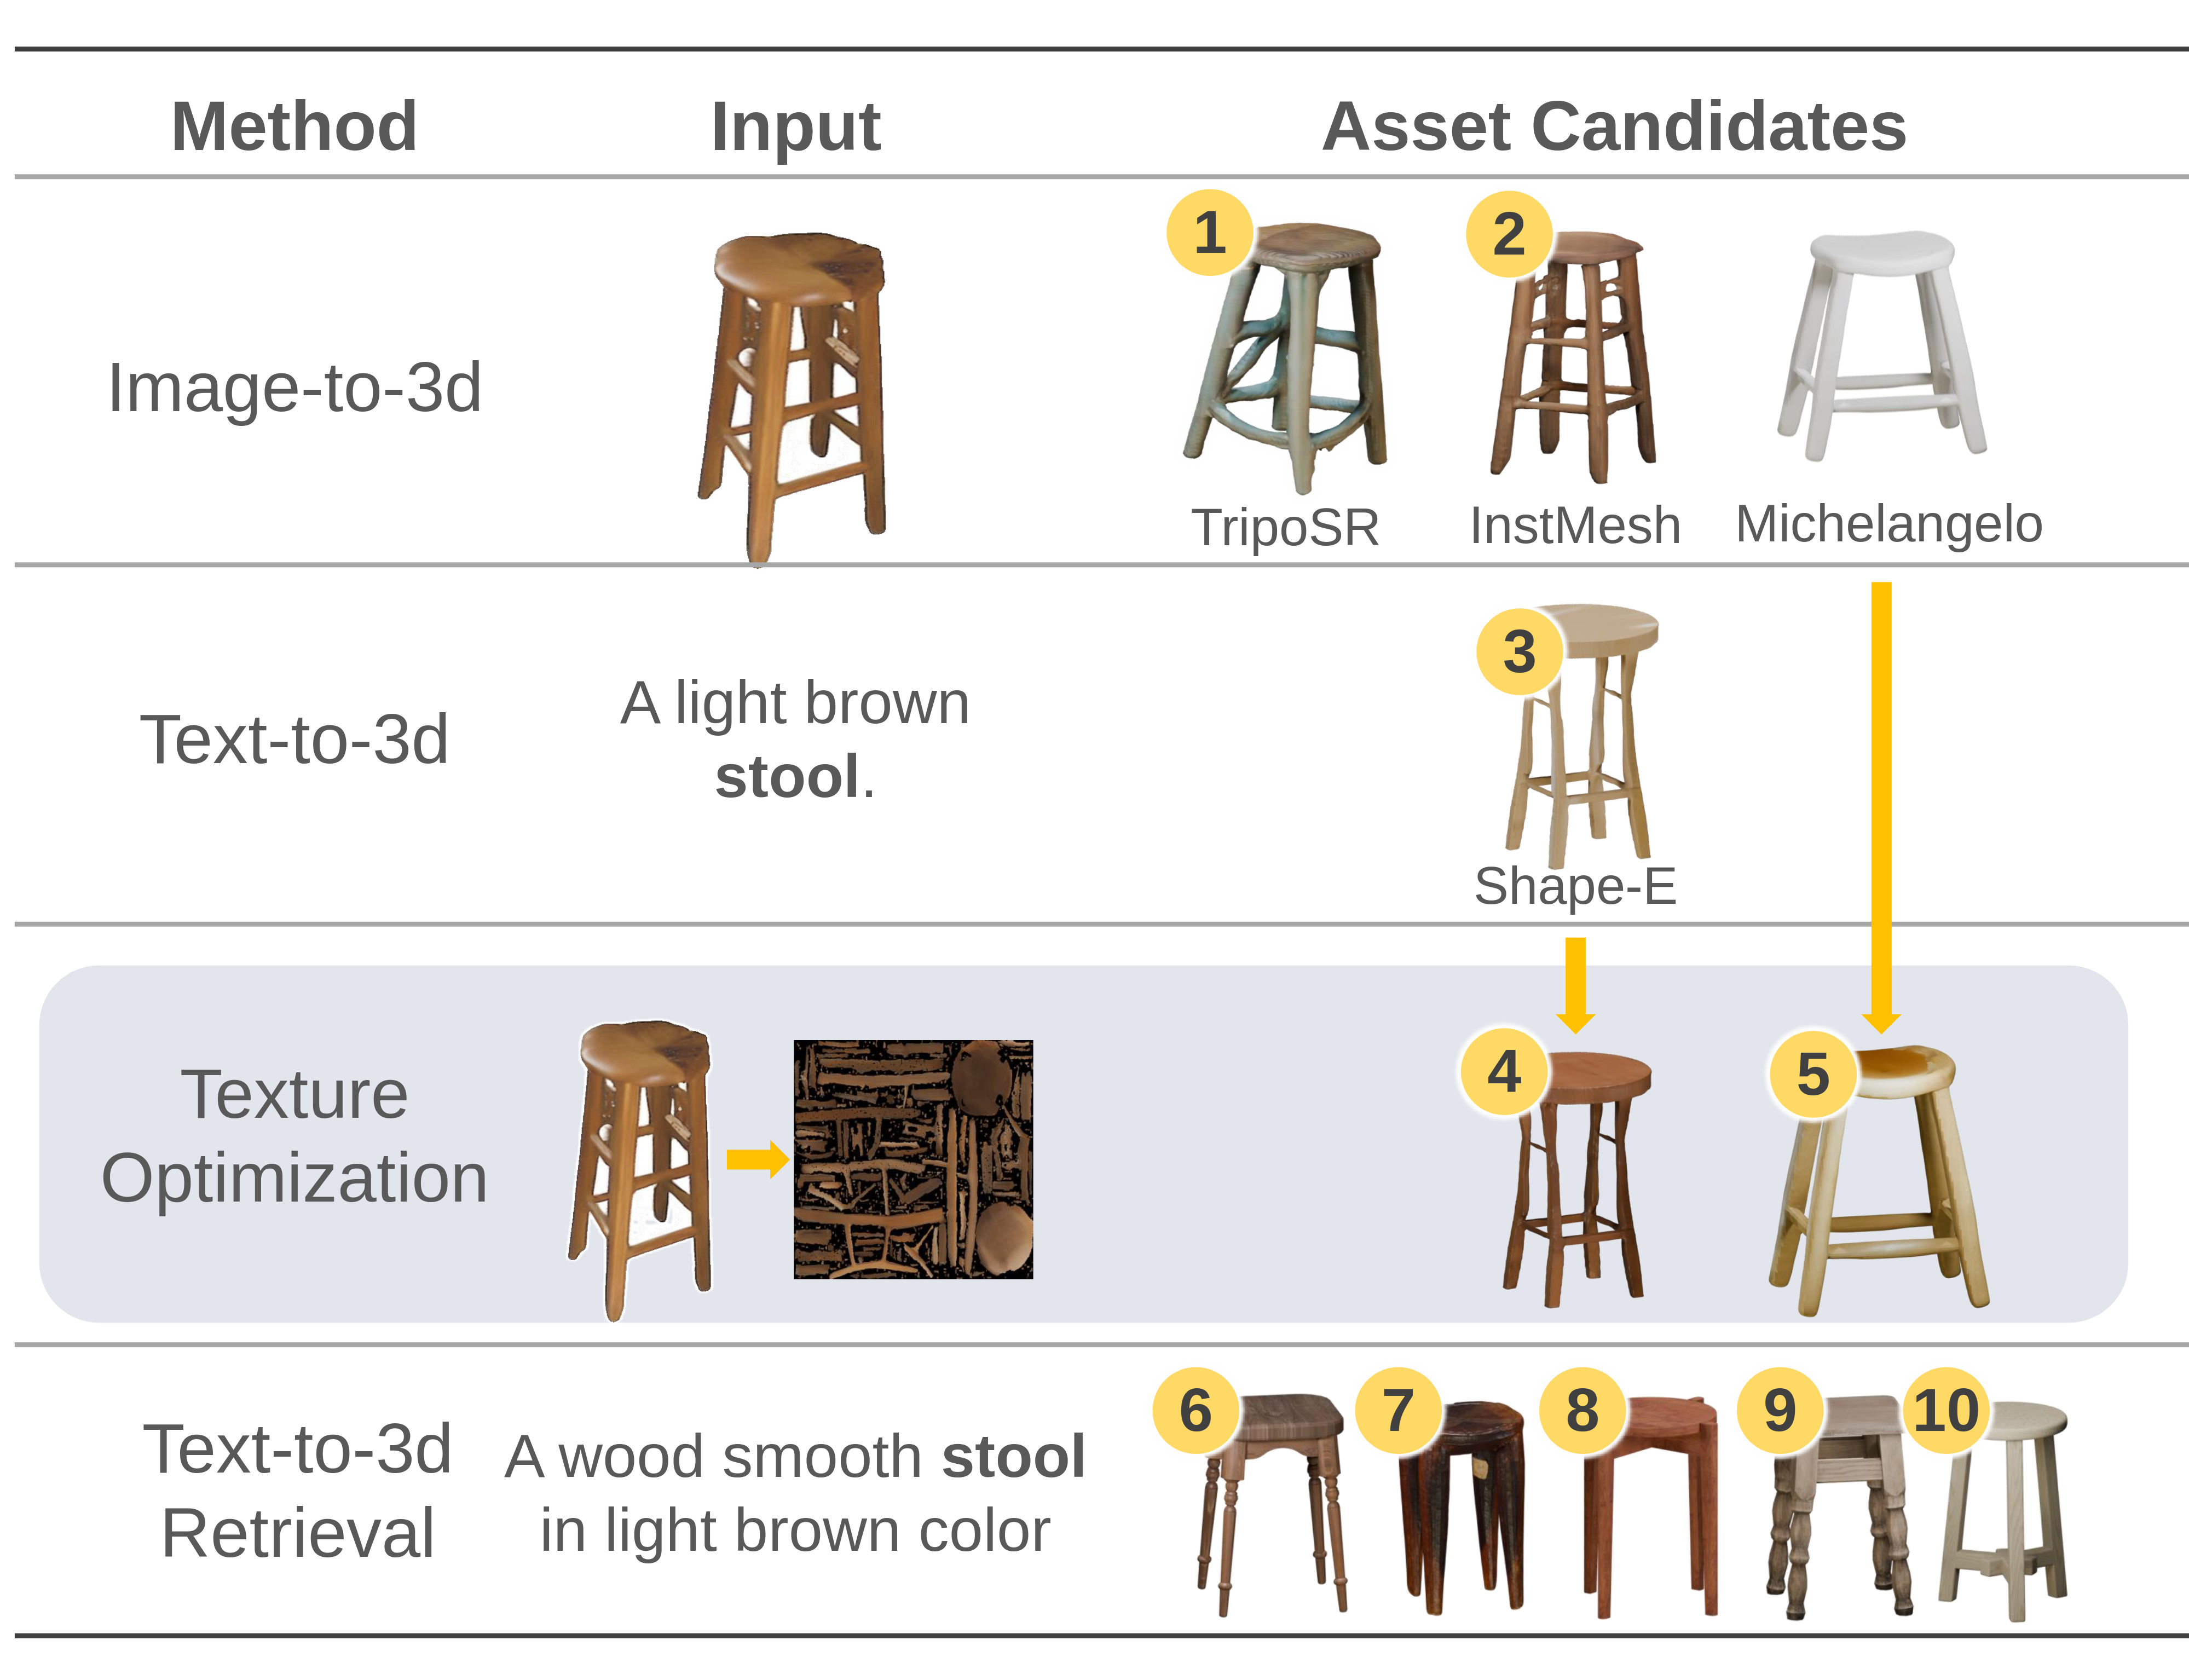 Method Input Asset Candidates
1 2
Image-to-3d
TripoSR InstMesh Michelangelo
3
Text-to-3d
A light brown
stool.
Shape-E
4 5
Texture
Optimization
6 7 8 9 10
Text-to-3d
Retrieval
A wood smooth stool
in light brown color